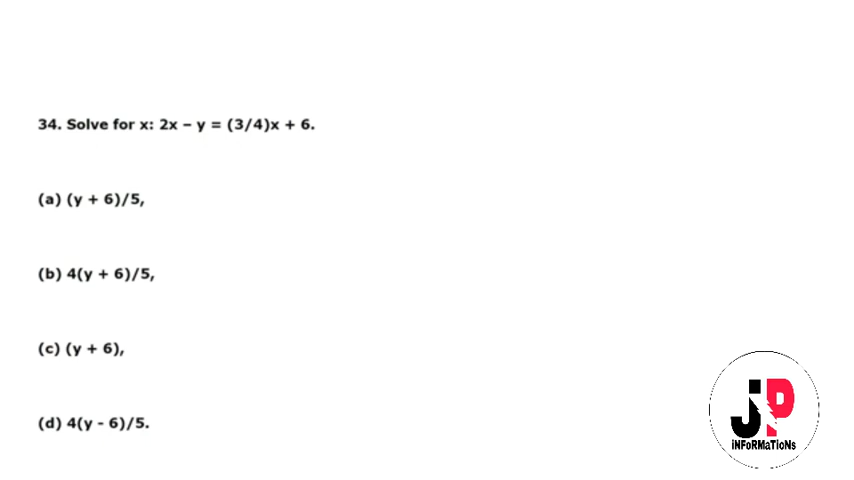 34. Solve for x: 2x – y = (3/4)x + 6.
(a) (y + 6)/5,
(b) 4(y + 6)/5,
(c) (y + 6),
(d) 4(y - 6)/5.
JP
iNFoRMaTioNs